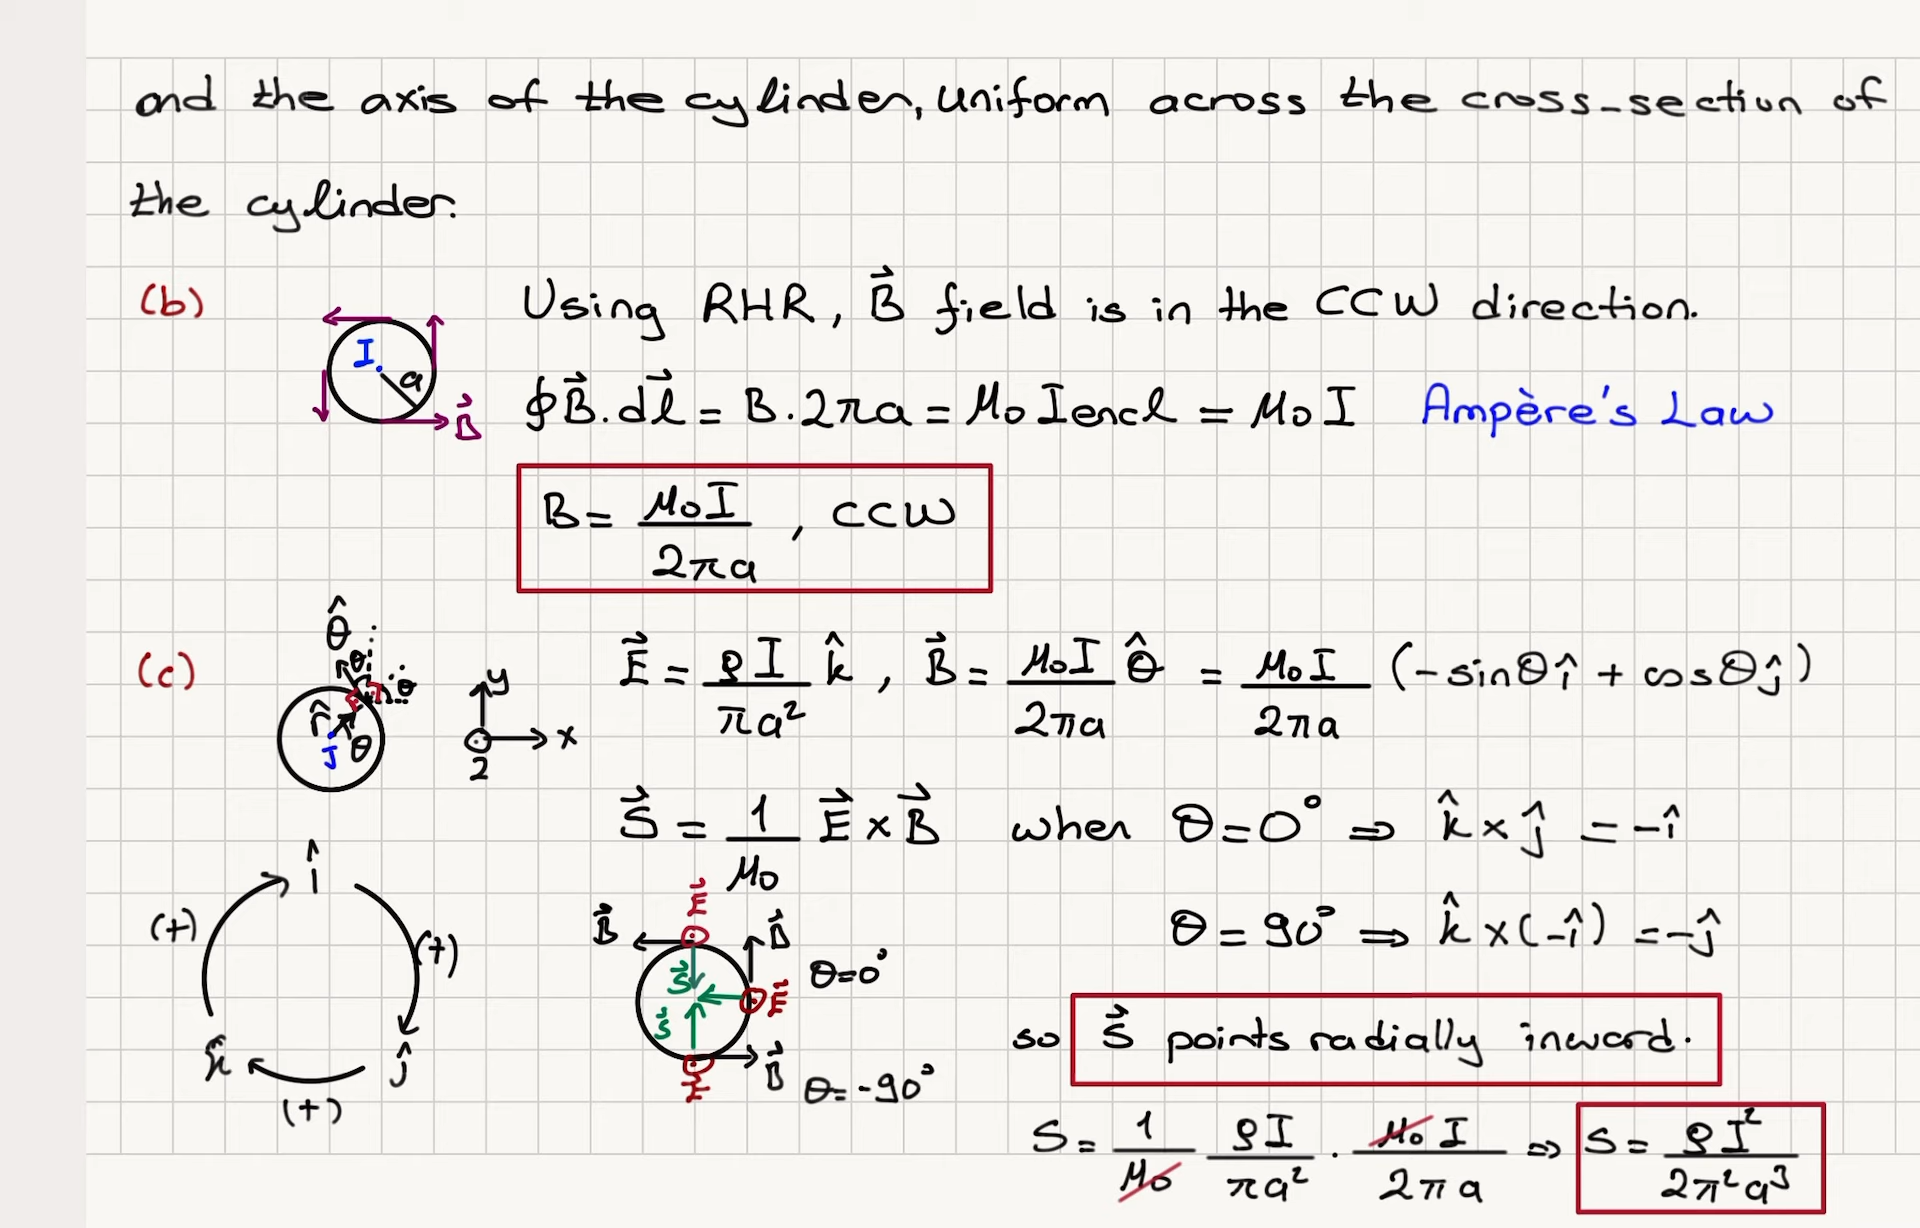 and the axis of the cylinder, uniform across the cross-section of
the cylinder.
(b) Using RHR, B⃗ field is in the CCW direction.
I a B⃗
∮B⃗.dl⃗ = B.2πa = μ₀Iencl = μ₀I Ampère's Law
B = μ₀I / 2πa , CCW
(c) E⃗ = ρI / πa² k̂ , B⃗ = μ₀I / 2πa θ̂ = μ₀I / 2πa (-sinθ î + cosθ ĵ)
θ̂ θ θ r̂ J θ
y x z
S⃗ = 1/μ₀ E⃗ × B⃗ when θ=0° ⇒ k̂ × ĵ = -î
θ = 90° ⇒ k̂ × (-î) = -ĵ
î (+) ĵ (+) k̂ (+)
B⃗ E⃗ B⃗ θ=0°
S⃗ E⃗
S⃗ E⃗ B⃗ θ=-90°
so S⃗ points radially inward.
S = 1/μ₀ ρI/πa² . μ₀I/2πa ⇒ S = ρI²/2π²a³